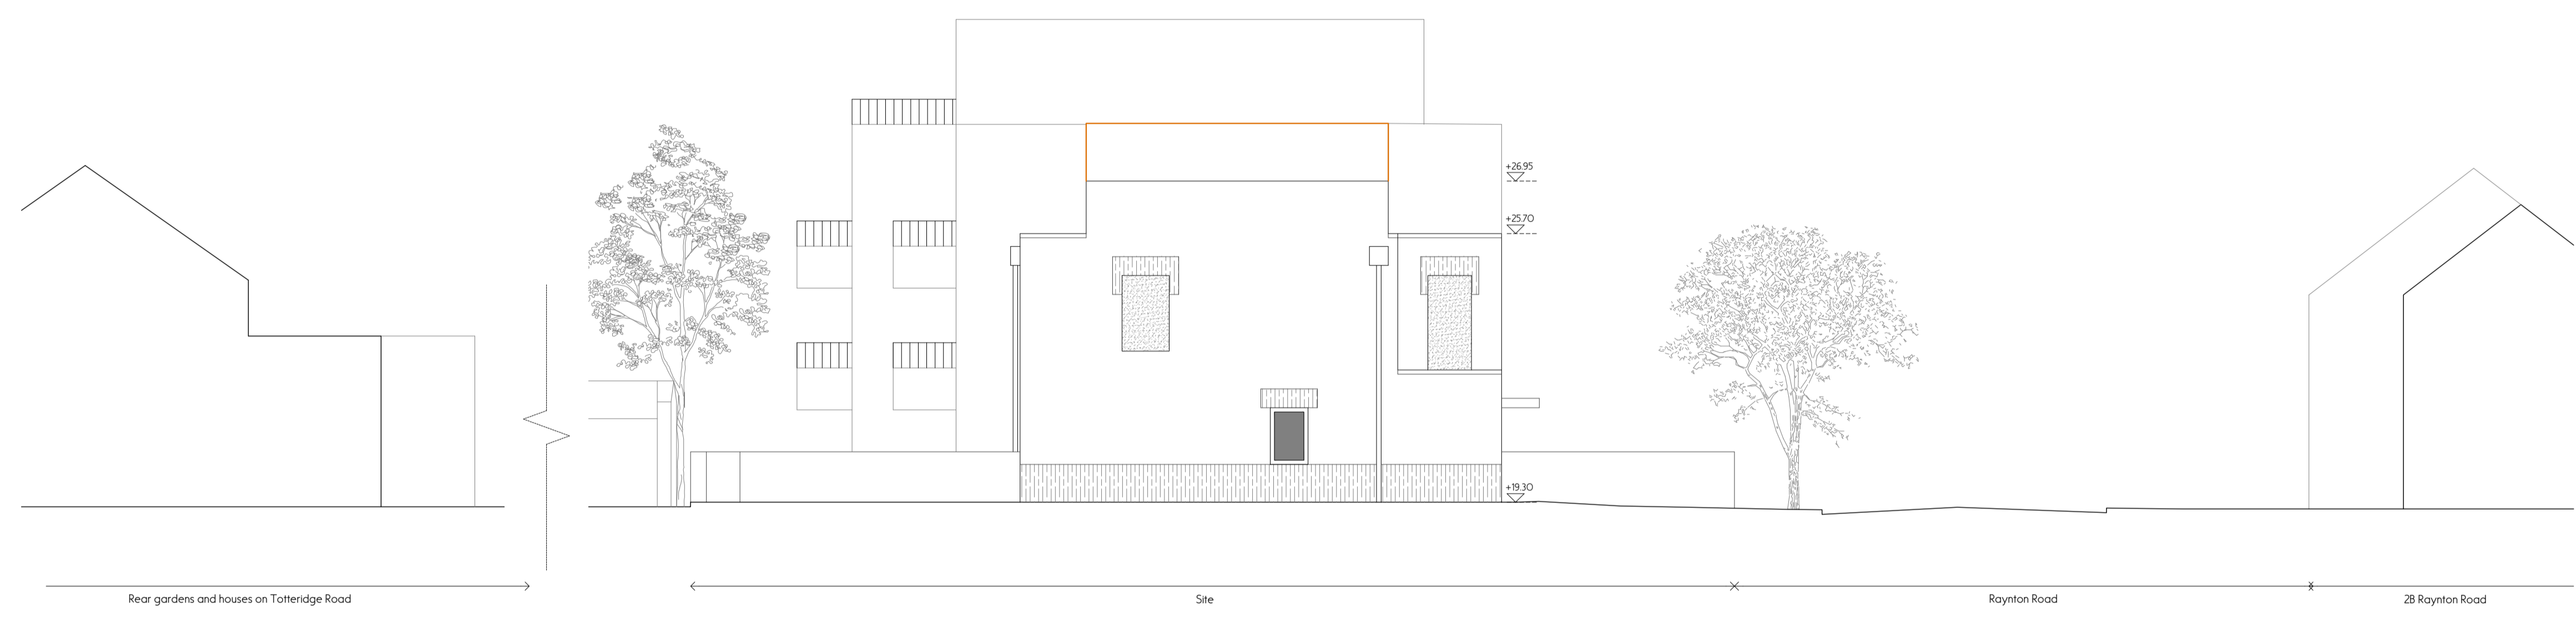 +26.95
+25.70
+19.30
Rear gardens and houses on Totteridge Road
Site
Raynton Road
2B Raynton Road